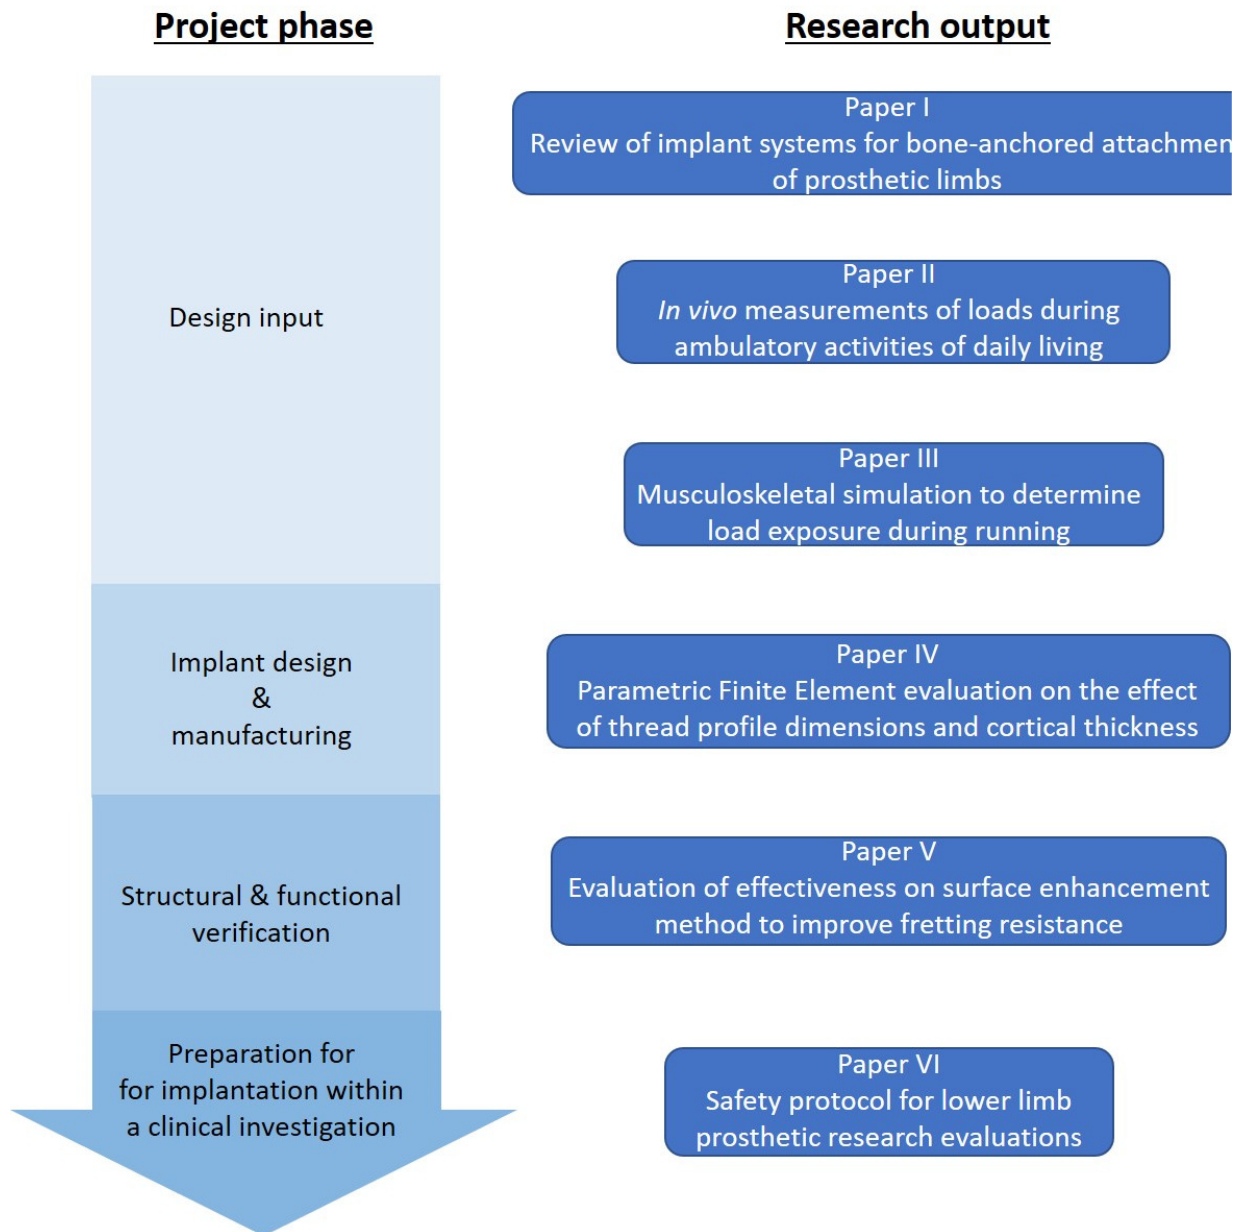 Project phase
Research output
Design input
Paper I
Review of implant systems for bone-anchored attachmen
of prosthetic limbs
Paper II
In vivo measurements of loads during
ambulatory activities of daily living
Paper III
Musculoskeletal simulation to determine
load exposure during running
Implant design
&
manufacturing
Paper IV
Parametric Finite Element evaluation on the effect
of thread profile dimensions and cortical thickness
Structural & functional
verification
Paper V
Evaluation of effectiveness on surface enhancement
method to improve fretting resistance
Preparation for
for implantation within
a clinical investigation
Paper VI
Safety protocol for lower limb
prosthetic research evaluations